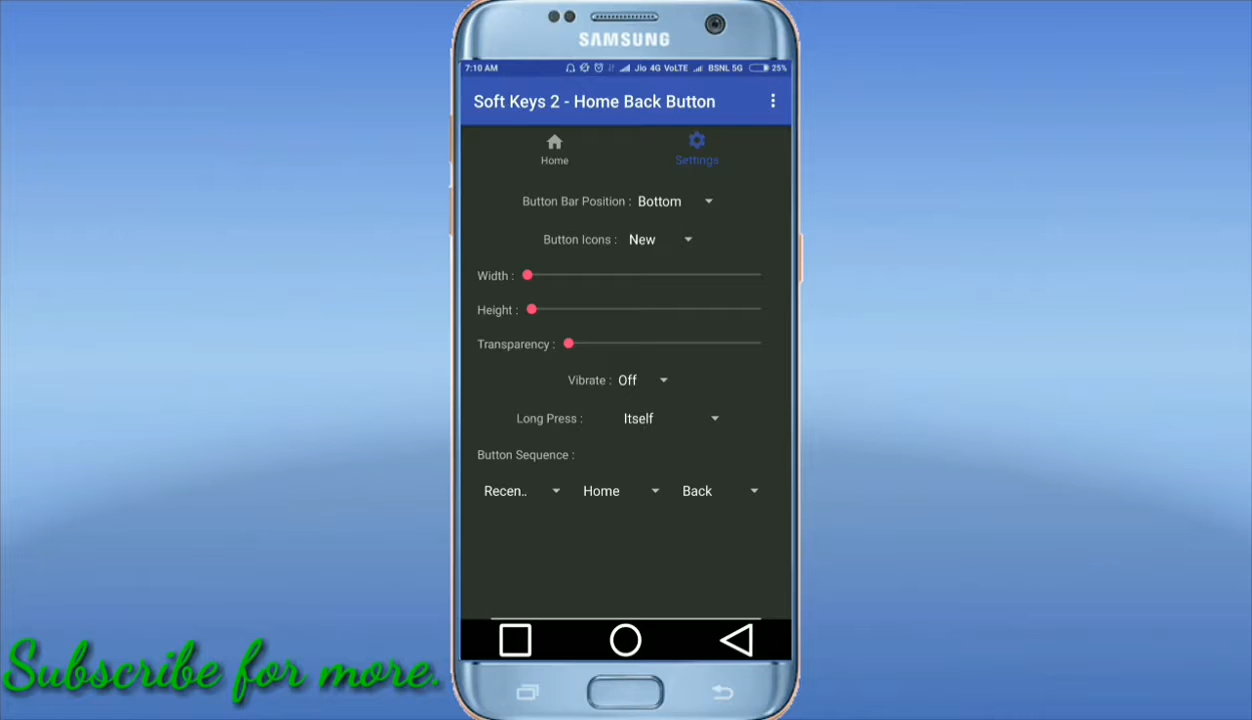 SAMSUNG
7:10 AM Jio 4G VoLTE BSNL 5G 25%
Soft Keys 2 - Home Back Button
Home Settings
Button Bar Position : Bottom
Button Icons : New
Width :
Height :
Transparency :
Vibrate : Off
Long Press : Itself
Button Sequence :
Recen.. Home Back
Subscribe for more.